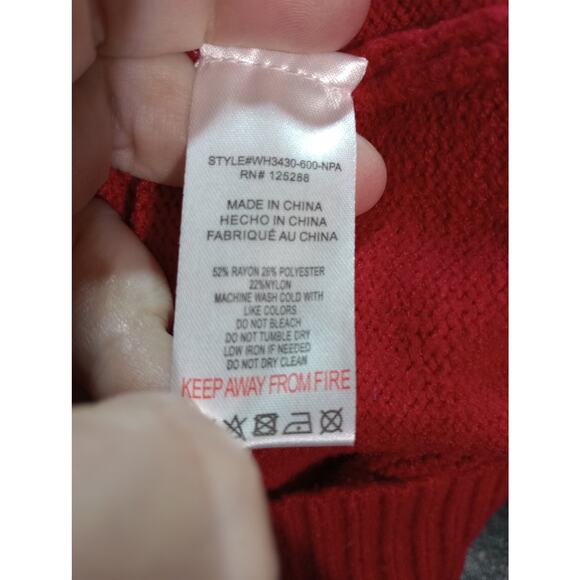 STYLE#WH3430-600-NPA
RN# 125288
MADE IN CHINA
HECHO IN CHINA
FABRIQUÉ AU CHINA
52% RAYON 26% POLYESTER
22%NYLON
MACHINE WASH COLD WITH
LIKE COLORS
DO NOT BLEACH
DO NOT TUMBLE DRY
LOW IRON IF NEEDED
DO NOT DRY CLEAN
KEEP AWAY FROM FIRE